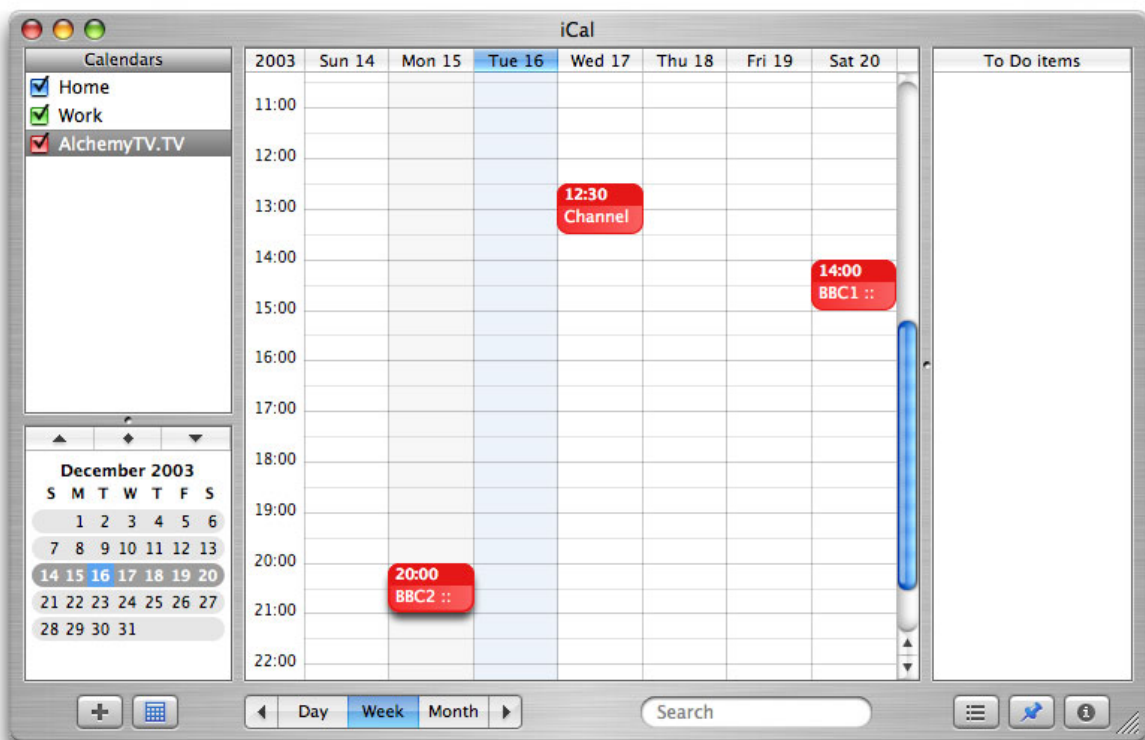 iCal
Calendars
Home
Work
AlchemyTV.TV
December 2003
S M T W T F S
1 2 3 4 5 6
7 8 9 10 11 12 13
14 15 16 17 18 19 20
21 22 23 24 25 26 27
28 29 30 31
2003 Sun 14 Mon 15 Tue 16 Wed 17 Thu 18 Fri 19 Sat 20
11:00
12:00
12:30
13:00
Channel
14:00
14:00
BBC1 ::
15:00
16:00
17:00
18:00
19:00
20:00
20:00
BBC2 ::
21:00
22:00
To Do items
Day Week Month
Search